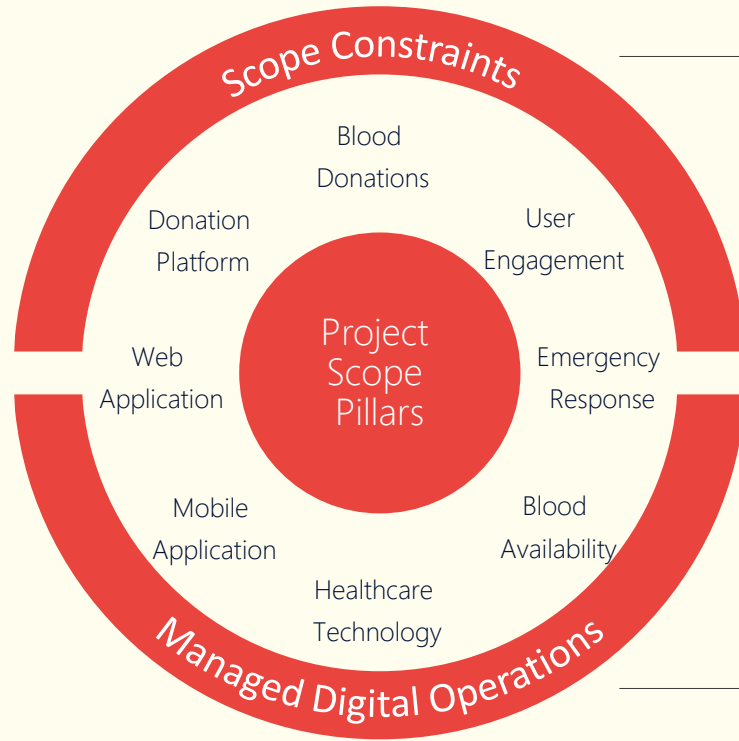 Scope Constraints
Blood
Donations
User
Engagement
Emergency
Response
Blood
Availability
Healthcare
Technology
Mobile
Application
Web
Application
Donation
Platform
Project
Scope
Pillars
Managed Digital Operations